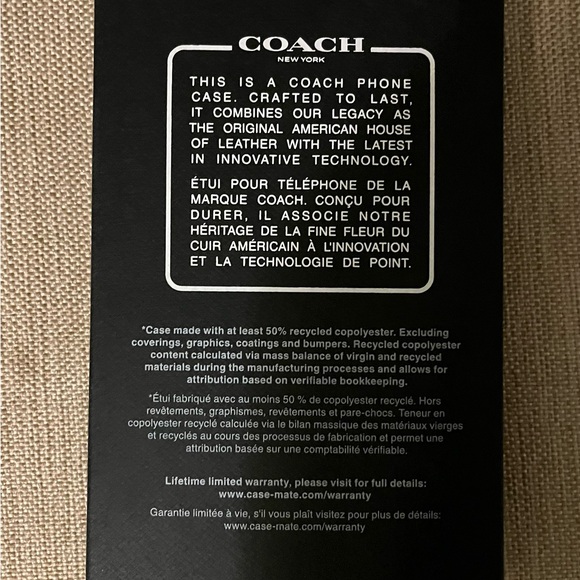 COACH
NEW YORK
THIS IS A COACH PHONE
CASE. CRAFTED TO LAST,
IT COMBINES OUR LEGACY AS
THE ORIGINAL AMERICAN HOUSE
OF LEATHER WITH THE LATEST
IN INNOVATIVE TECHNOLOGY.
ÉTUI POUR TÉLÉPHONE DE LA
MARQUE COACH. CONÇU POUR
DURER, IL ASSOCIE NOTRE
HÉRITAGE DE LA FINE FLEUR DU
CUIR AMÉRICAIN À L'INNOVATION
ET LA TECHNOLOGIE DE POINT.
*Case made with at least 50% recycled copolyester. Excluding
coverings, graphics, coatings and bumpers. Recycled copolyester
content calculated via mass balance of virgin and recycled
materials during the manufacturing processes and allows for
attribution based on verifiable bookkeeping.
*Étui fabriqué avec au moins 50 % de copolyester recyclé. Hors
revêtements, graphismes, revêtements et pare-chocs. Teneur en
copolyester recyclé calculée via le bilan massique des matériaux vierges
et recyclés au cours des processus de fabrication et permet une
attribution basée sur une comptabilité vérifiable.
Lifetime limited warranty, please visit for full details:
www.case-mate.com/warranty
Garantie limitée à vie, s'il vous plaît visitez pour plus de détails:
www.case-mate.com/warranty